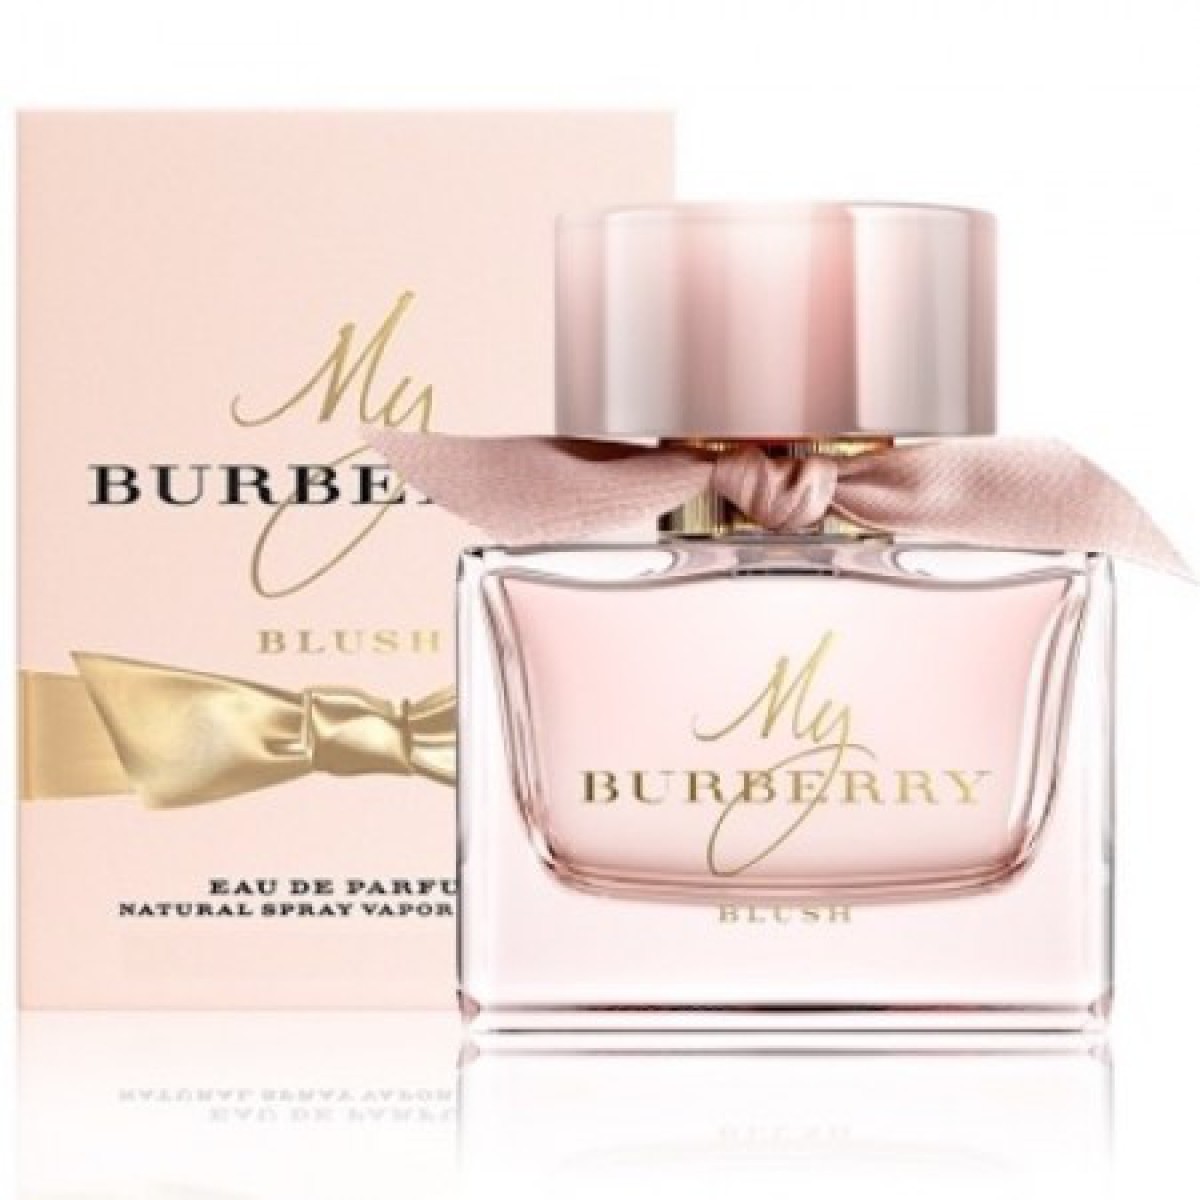 My
BURBE
BLUSH
EAU DE PARFU
NATURAL SPRAY VAPOR
My
BURBERRY
BLUSH